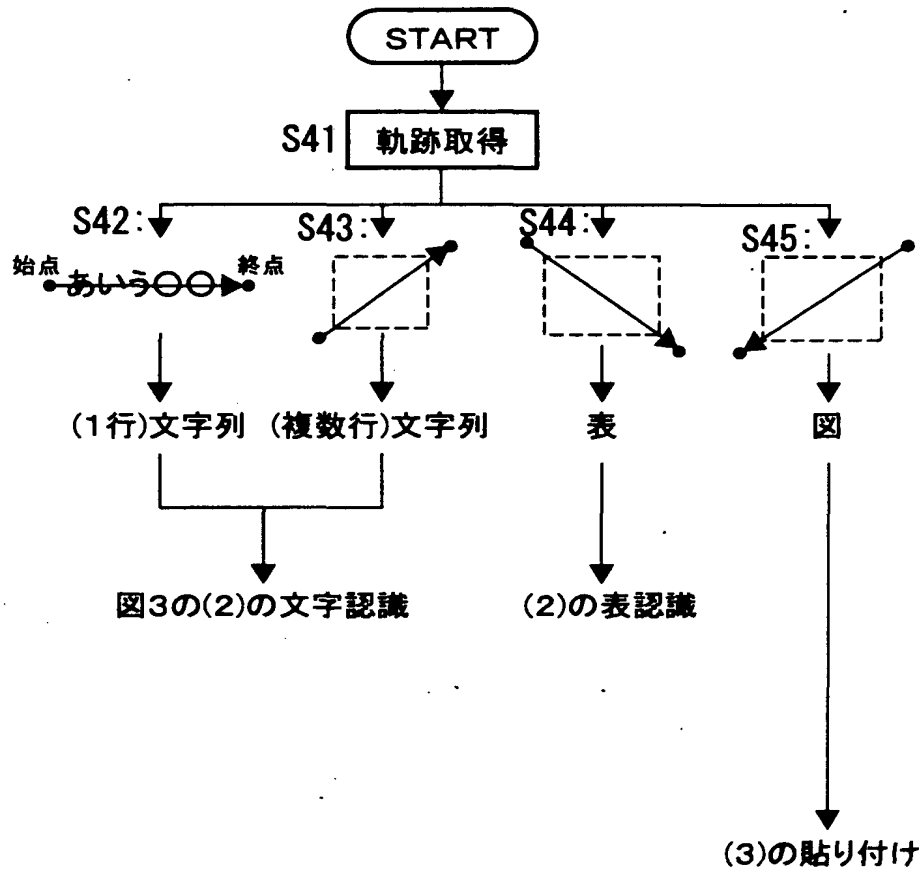 START
S41 軌跡取得
S42: S43: S44: S45:
始点 あいう○○ 終点
(1行)文字列 (複数行)文字列 表 図
図3の(2)の文字認識 (2)の表認識
(3)の貼り付け